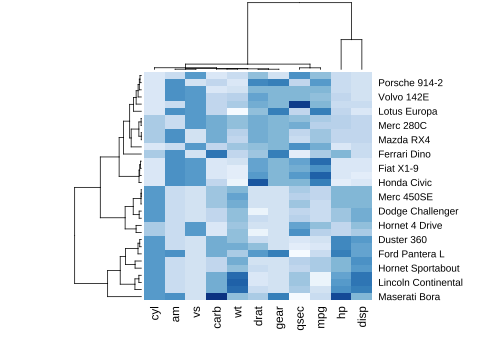 Porsche 914-2
Volvo 142E
Lotus Europa
Merc 280C
Mazda RX4
Ferrari Dino
Fiat X1-9
Honda Civic
Merc 450SE
Dodge Challenger
Hornet 4 Drive
Duster 360
Ford Pantera L
Hornet Sportabout
Lincoln Continental
Maserati Bora
cyl
am
vs
carb
wt
drat
gear
qsec
mpg
hp
disp